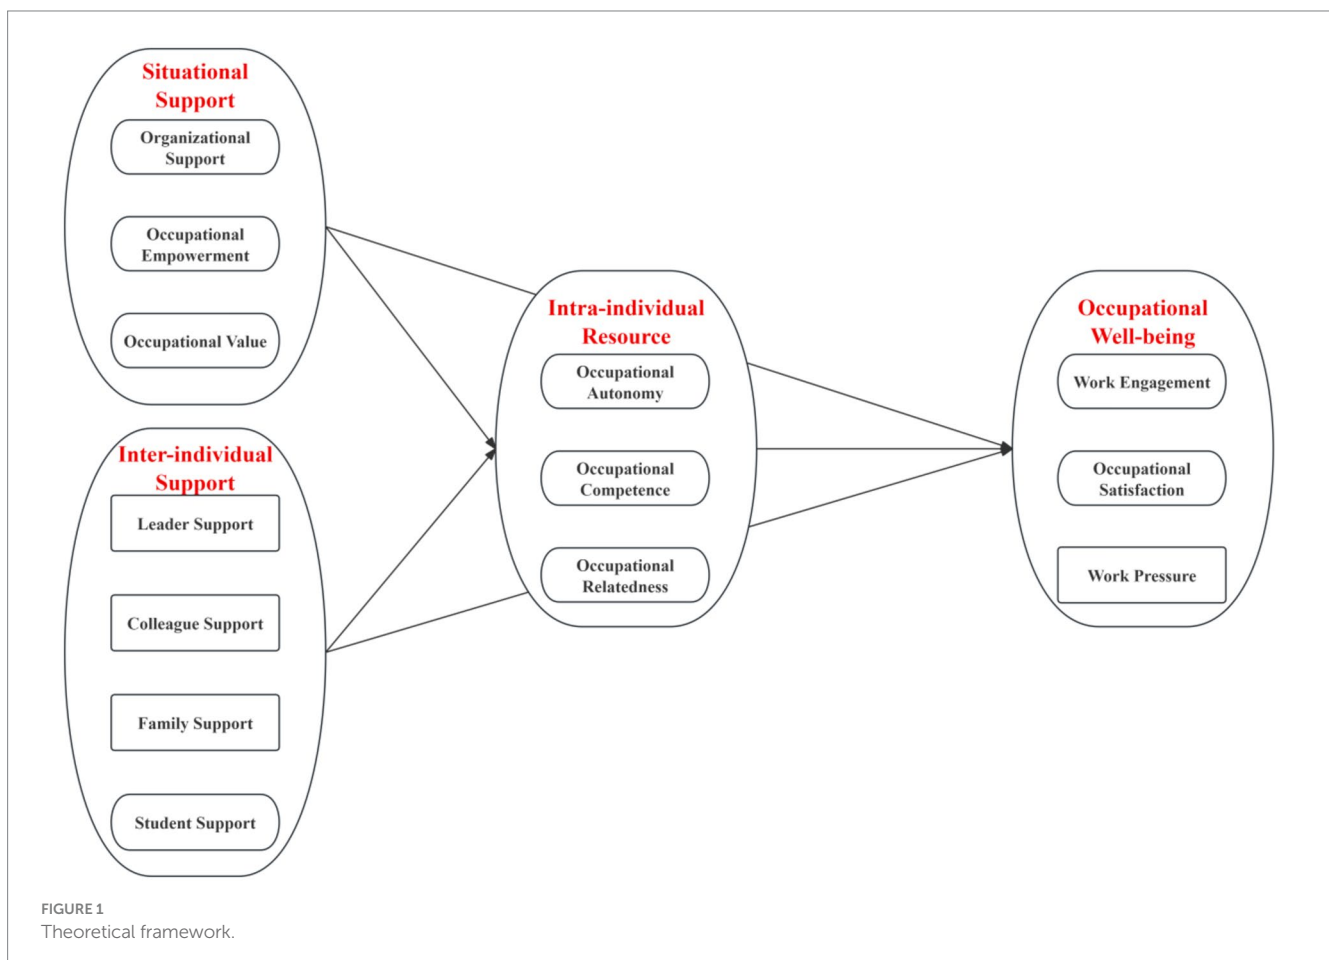 Situational
Support
Organizational
Support
Occupational
Empowerment
Occupational Value
Inter-individual
Support
Leader Support
Colleague Support
Family Support
Student Support
Intra-individual
Resource
Occupational
Autonomy
Occupational
Competence
Occupational
Relatedness
Occupational
Well-being
Work Engagement
Occupational
Satisfaction
Work Pressure
FIGURE 1
Theoretical framework.